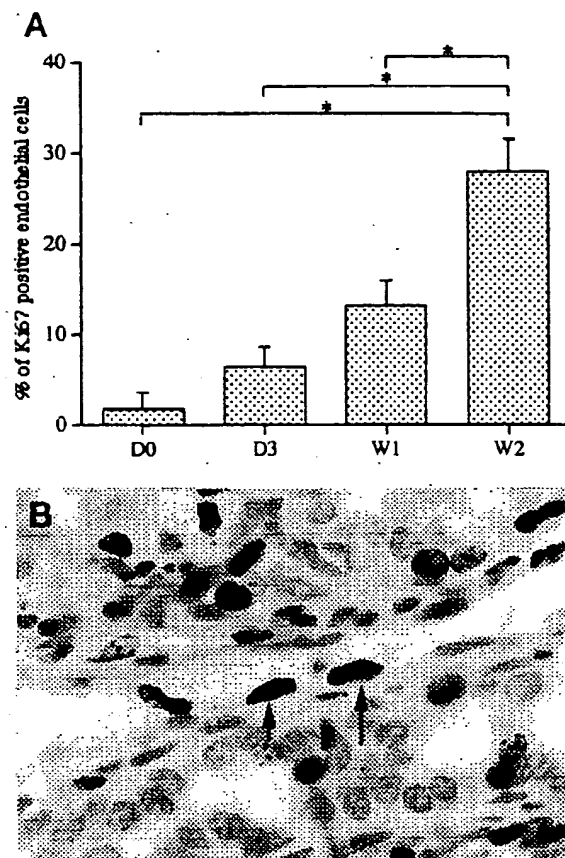 A
% of Ki67 positive endothelial cells
40
30
20
10
0
*
*
*
D0
D3
W1
W2
B